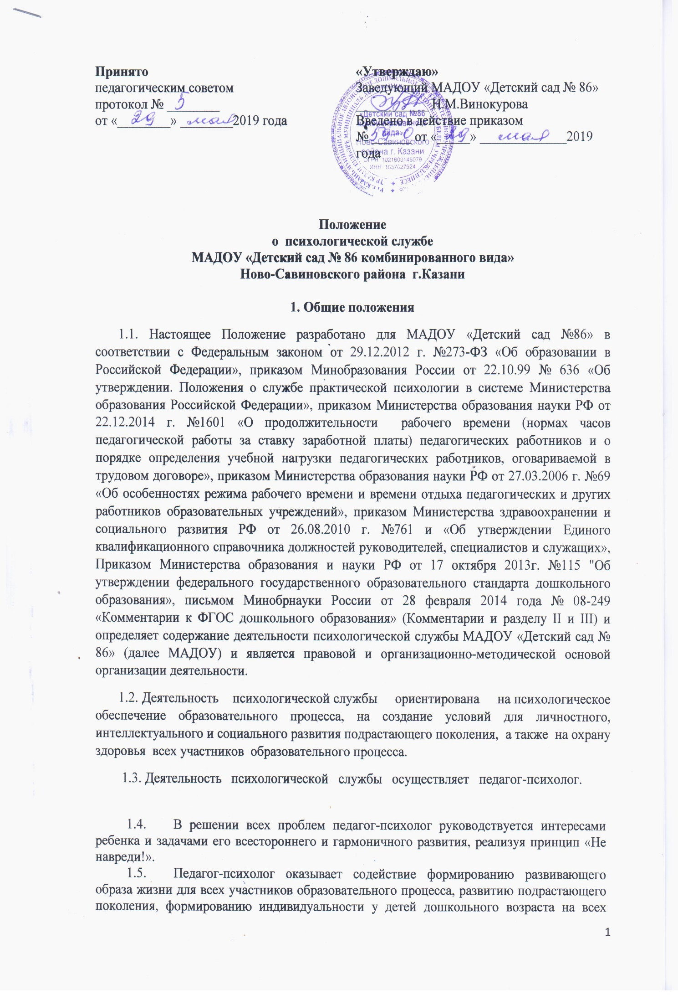 Принято
педагогическим советом
протокол № 5
от «29» мая 2019 года
«Утверждаю»
Заведующий МАДОУ «Детский сад № 86»
Н.М.Винокурова
Введено в действие приказом
№ от «29» мая 2019
года
«Детский сад №86
комбинированного
вида»
Ново-Савиновского
района г. Казани
ОГРН 1021603146079
ИНН 1657027924
Положение
о психологической службе
МАДОУ «Детский сад № 86 комбинированного вида»
Ново-Савиновского района г.Казани
1. Общие положения
1.1. Настоящее Положение разработано для МАДОУ «Детский сад №86» в
соответствии с Федеральным законом от 29.12.2012 г. №273-ФЗ «Об образовании в
Российской Федерации», приказом Минобразования России от 22.10.99 № 636 «Об
утверждении. Положения о службе практической психологии в системе Министерства
образования Российской Федерации», приказом Министерства образования науки РФ от
22.12.2014 г. №1601 «О продолжительности рабочего времени (нормах часов
педагогической работы за ставку заработной платы) педагогических работников и о
порядке определения учебной нагрузки педагогических работников, оговариваемой в
трудовом договоре», приказом Министерства образования науки РФ от 27.03.2006 г. №69
«Об особенностях режима рабочего времени и времени отдыха педагогических и других
работников образовательных учреждений», приказом Министерства здравоохранении и
социального развития РФ от 26.08.2010 г. №761 и «Об утверждении Единого
квалификационного справочника должностей руководителей, специалистов и служащих»,
Приказом Министерства образования и науки РФ от 17 октября 2013г. №115 "Об
утверждении федерального государственного образовательного стандарта дошкольного
образования», письмом Минобрнауки России от 28 февраля 2014 года № 08-249
«Комментарии к ФГОС дошкольного образования» (Комментарии и разделу II и III) и
определяет содержание деятельности психологической службы МАДОУ «Детский сад №
86» (далее МАДОУ) и является правовой и организационно-методической основой
организации деятельности.
1.2. Деятельность психологической службы ориентирована на психологическое
обеспечение образовательного процесса, на создание условий для личностного,
интеллектуального и социального развития подрастающего поколения, а также на охрану
здоровья всех участников образовательного процесса.
1.3. Деятельность психологической службы осуществляет педагог-психолог.
1.4. В решении всех проблем педагог-психолог руководствуется интересами
ребенка и задачами его всестороннего и гармоничного развития, реализуя принцип «Не
навреди!».
1.5. Педагог-психолог оказывает содействие формированию развивающего
образа жизни для всех участников образовательного процесса, развитию подрастающего
поколения, формированию индивидуальности у детей дошкольного возраста на всех
1